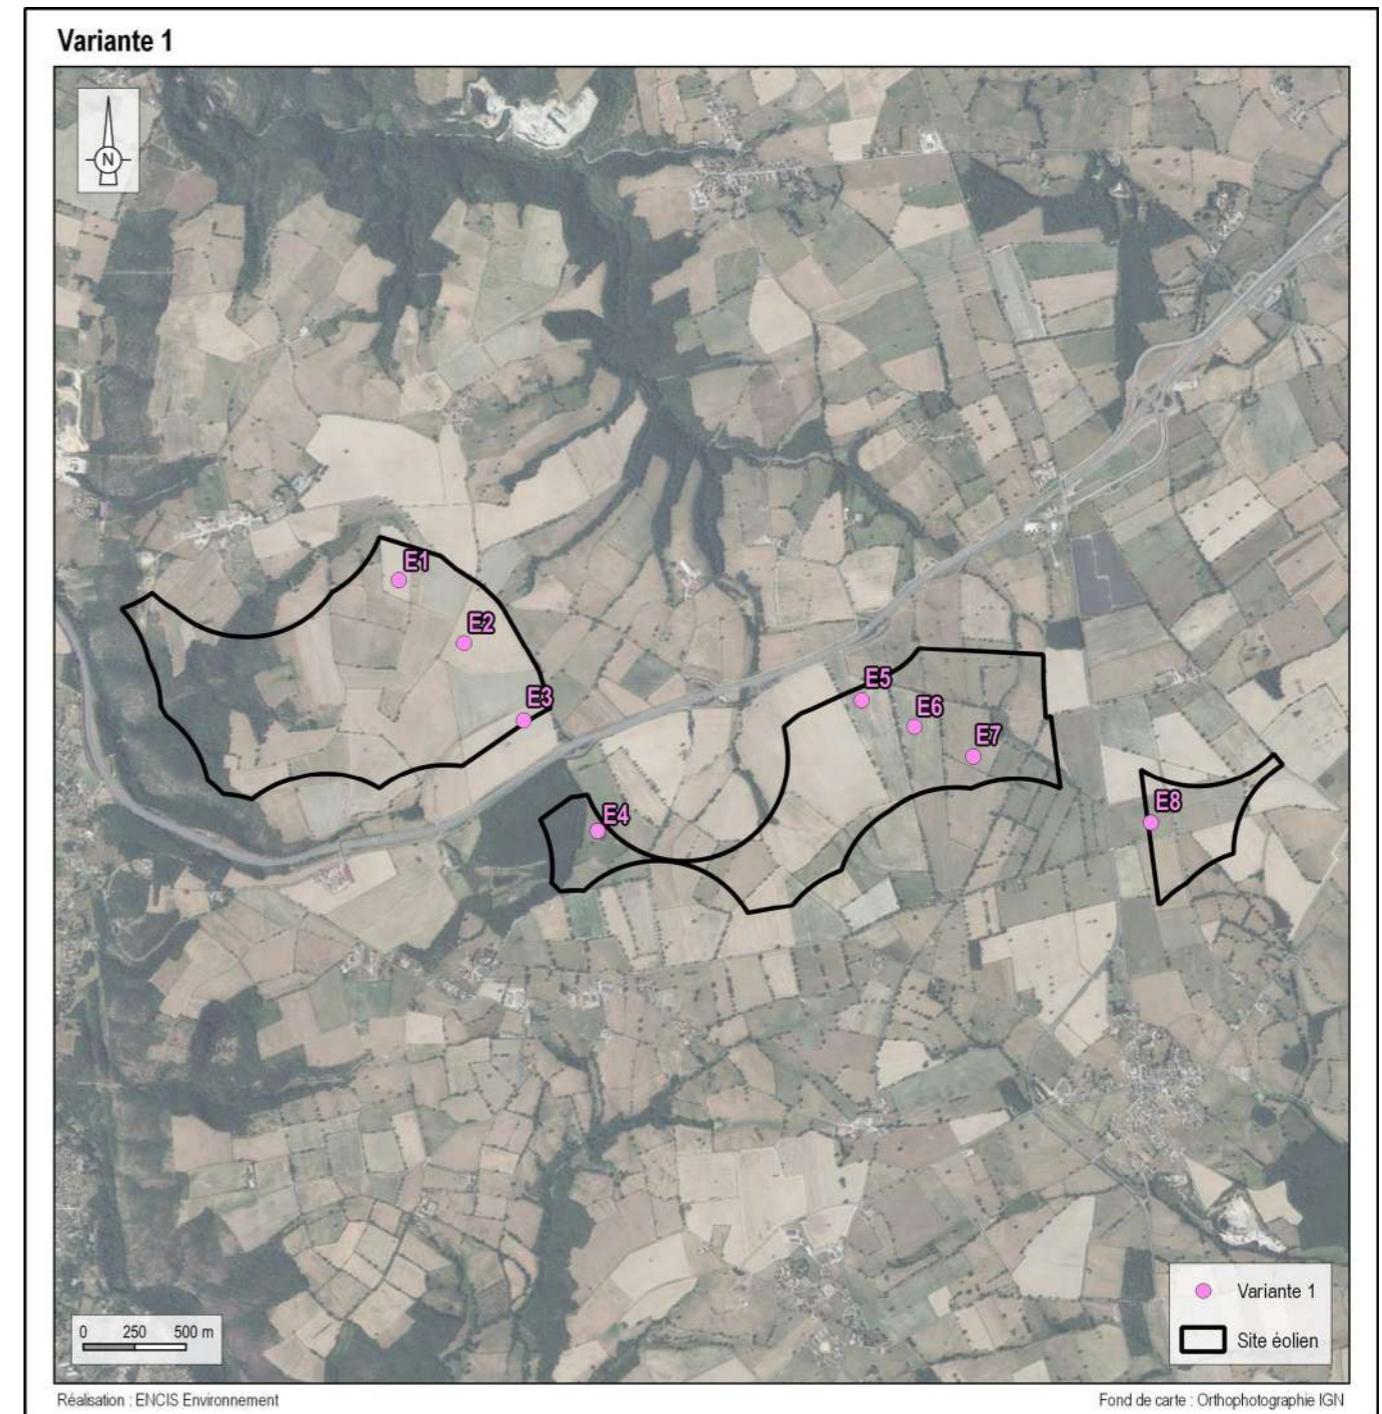 Variante 1
N
E1
E2
E3
E4
E5
E6
E7
E8
0 250 500 m
Variante 1
Site éolien
Réalisation : ENCIS Environnement
Fond de carte : Orthophotographie IGN